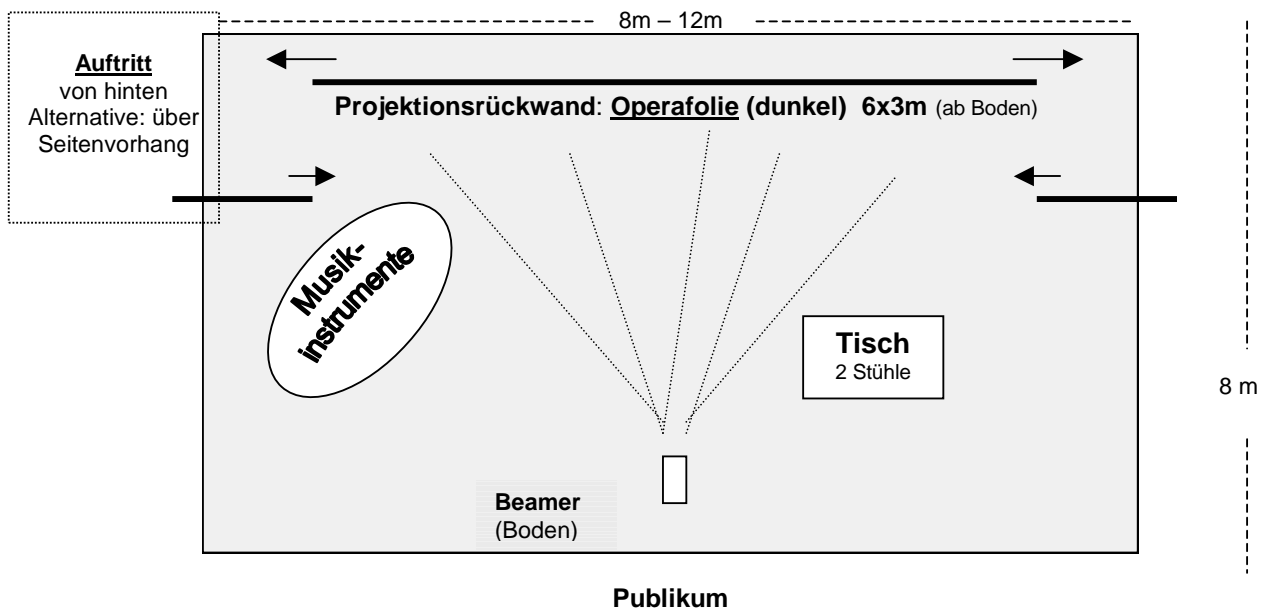 8m – 12m
Auftritt
von hinten
Alternative: über
Seitenvorhang
Projektionsrückwand: Operafolie (dunkel) 6x3m (ab Boden)
Musik-
instrumente
Tisch
2 Stühle
8 m
Beamer
(Boden)
Publikum